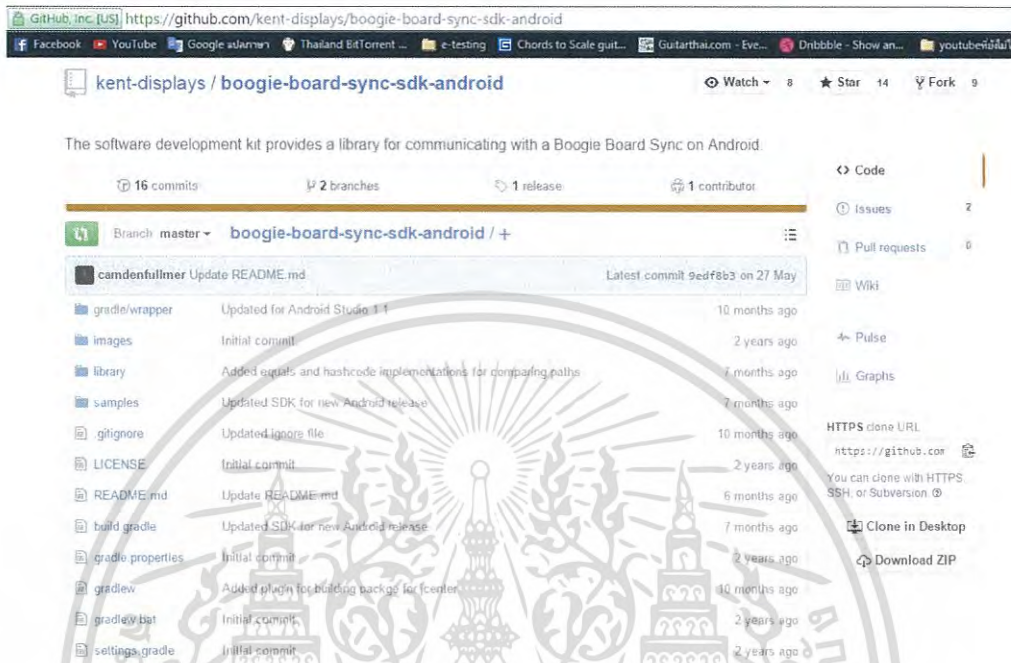 GitHub, Inc. [US] https://github.com/kent-displays/boogie-board-sync-sdk-android
Facebook YouTube Google แปลภาษา Thailand BitTorrent ... e-testing Chords to Scale guit... Guitarthai.com - Eve... Dribbble - Show an...
kent-displays / boogie-board-sync-sdk-android Watch 8 Star 14 Fork 9
The software development kit provides a library for communicating with a Boogie Board Sync on Android.
16 commits 2 branches 1 release 1 contributor
Branch: master boogie-board-sync-sdk-android / +
camdenfullmer Update README.md Latest commit 9edf8b3 on 27 May
gradle/wrapper Updated for Android Studio 1.1 10 months ago
images Initial commit 2 years ago
library Added equals and hashcode implementations for comparing paths 7 months ago
samples Updated SDK for new Android release 7 months ago
.gitignore Updated ignore file 10 months ago
LICENSE Initial commit 2 years ago
README.md Update README.md 6 months ago
build.gradle Updated SDK for new Android release 7 months ago
gradle.properties Initial commit 2 years ago
gradlew Added plugin for building packge for jcenter 10 months ago
gradlew.bat Initial commit 2 years ago
settings.gradle Initial commit 2 years ago
Code
Issues 2
Pull requests 0
Wiki
Pulse
Graphs
HTTPS clone URL
https://github.com
You can clone with HTTPS,
SSH, or Subversion.
Clone in Desktop
Download ZIP